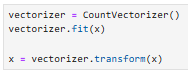 vectorizer = CountVectorizer()
vectorizer.fit(x)
x = vectorizer.transform(x)